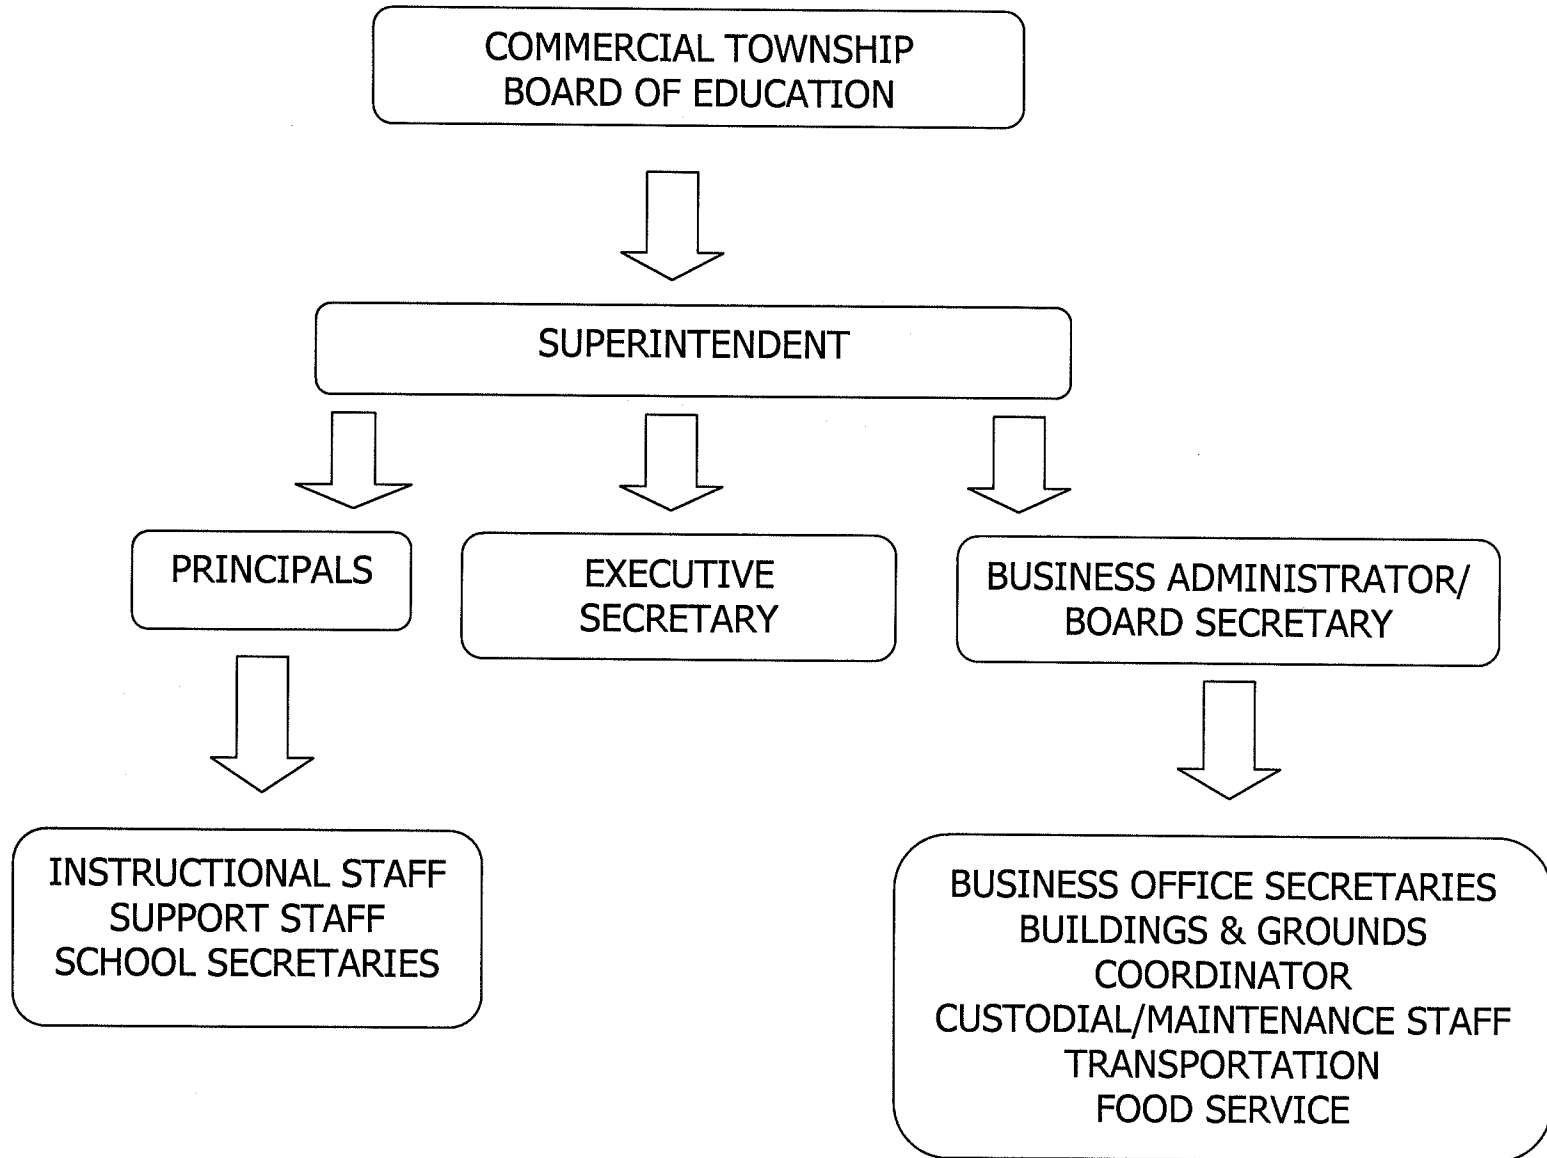 COMMERCIAL TOWNSHIP
BOARD OF EDUCATION
SUPERINTENDENT
PRINCIPALS
EXECUTIVE
SECRETARY
BUSINESS ADMINISTRATOR/
BOARD SECRETARY
INSTRUCTIONAL STAFF
SUPPORT STAFF
SCHOOL SECRETARIES
BUSINESS OFFICE SECRETARIES
BUILDINGS & GROUNDS
COORDINATOR
CUSTODIAL/MAINTENANCE STAFF
TRANSPORTATION
FOOD SERVICE